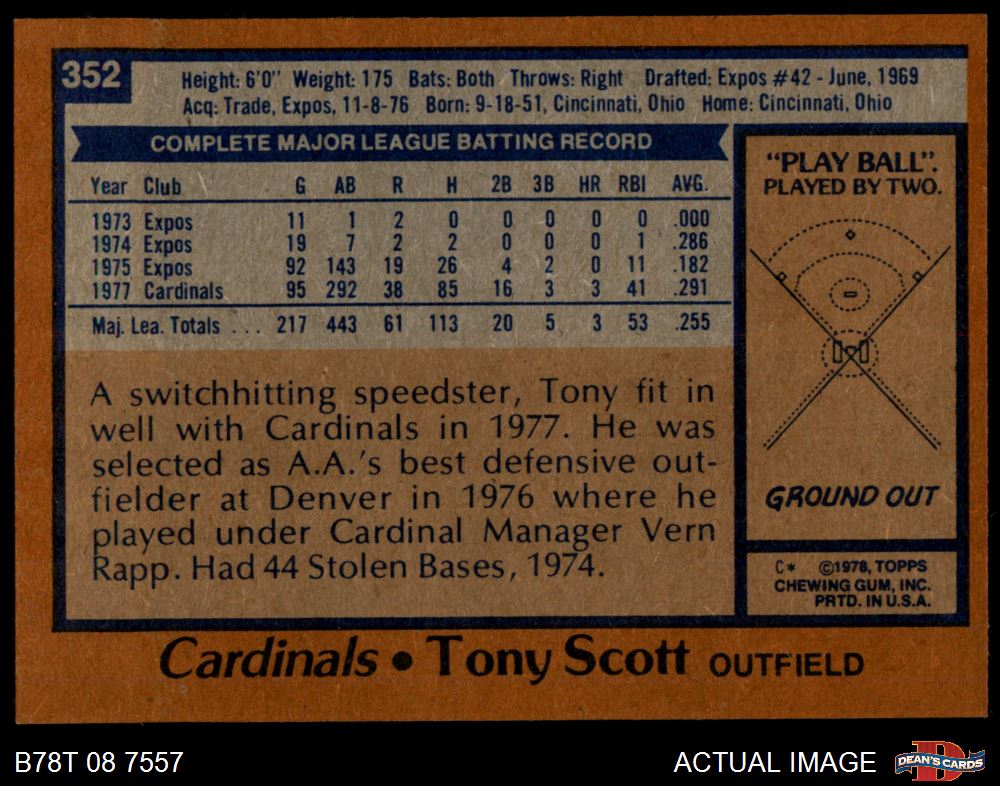 352
Height: 6'0" Weight: 175 Bats: Both Throws: Right Drafted: Expos #42 - June, 1969
Acq: Trade, Expos, 11-8-76 Born: 9-18-51, Cincinnati, Ohio Home: Cincinnati, Ohio
COMPLETE MAJOR LEAGUE BATTING RECORD
Year Club G AB R H 2B 3B HR RBI AVG.
1973 Expos 11 1 2 0 0 0 0 0 .000
1974 Expos 19 7 2 2 0 0 0 1 .286
1975 Expos 92 143 19 26 4 2 0 11 .182
1977 Cardinals 95 292 38 85 16 3 3 41 .291
Maj. Lea. Totals ... 217 443 61 113 20 5 3 53 .255
A switchhitting speedster, Tony fit in
well with Cardinals in 1977. He was
selected as A.A.'s best defensive out-
fielder at Denver in 1976 where he
played under Cardinal Manager Vern
Rapp. Had 44 Stolen Bases, 1974.
"PLAY BALL":
PLAYED BY TWO.
GROUND OUT
C* ©1978, TOPPS
CHEWING GUM, INC.
PRTD. IN U.S.A.
Cardinals • Tony Scott OUTFIELD
B78T 08 7557
ACTUAL IMAGE
D
DEAN'S CARDS